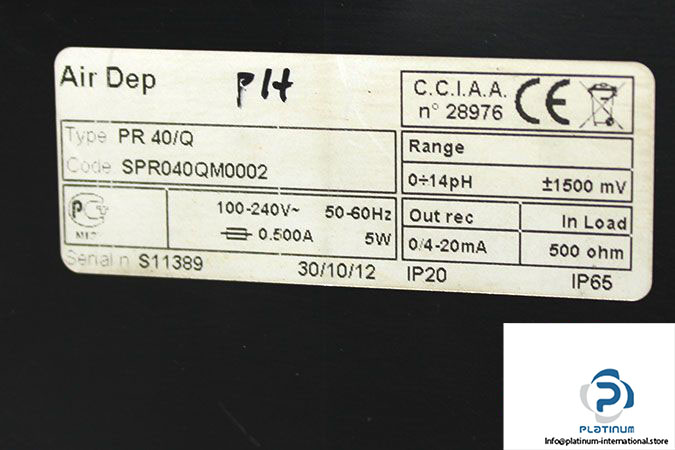 Air Dep
pH
C.C.I.A.A.
n° 28976
CE
Type PR 40/Q
Code SPR040QM0002
Range
0÷14pH ±1500 mV
100-240V~ 50-60Hz
0.500A 5W
Out rec In Load
0/4-20mA 500 ohm
Serial n S11389 30/10/12 IP20 IP65
PLATINUM
Info@platinum-international.store